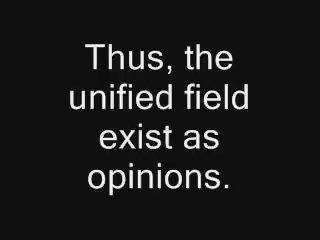 Thus, the
unified field
exist as
opinions.